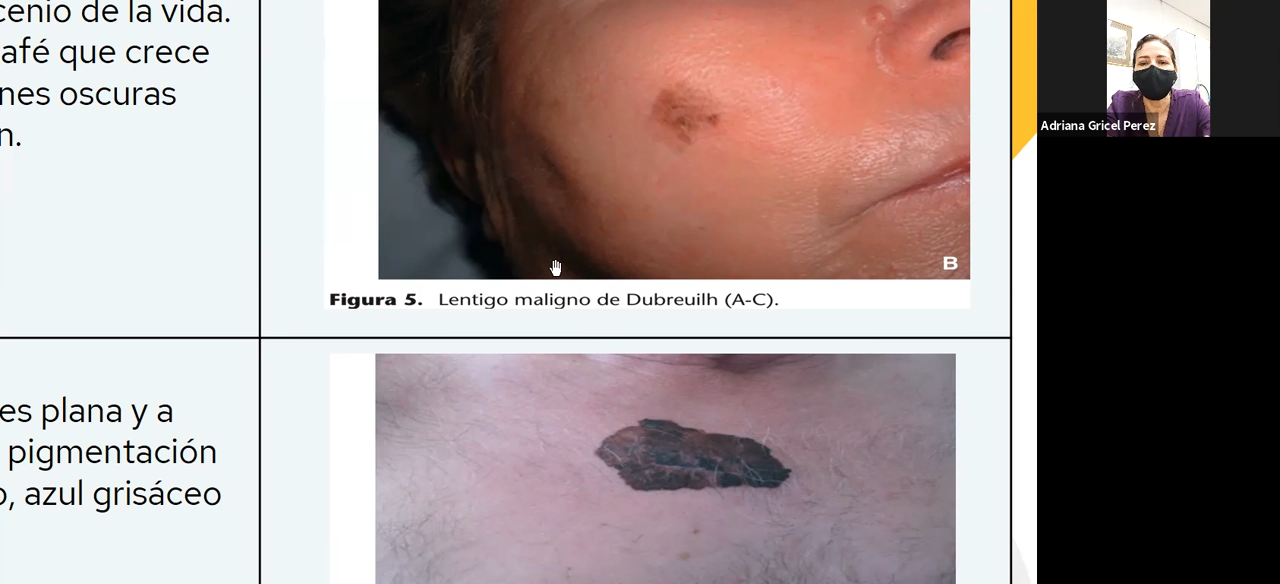 cenio de la vida.
afé que crece
nes oscuras
n.
B
Figura 5. Lentigo maligno de Dubreuilh (A-C).
es plana y a
pigmentación
o, azul grisáceo
Adriana Gricel Perez